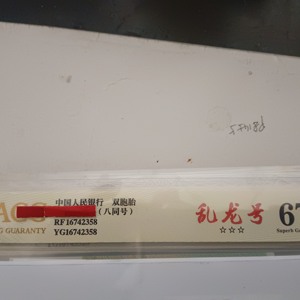 ACG
中国人民银行 双胞胎
(八同号)
RF16742358
G GUARANTY
YG16742358
乱龙号
☆☆☆
67
Superb G